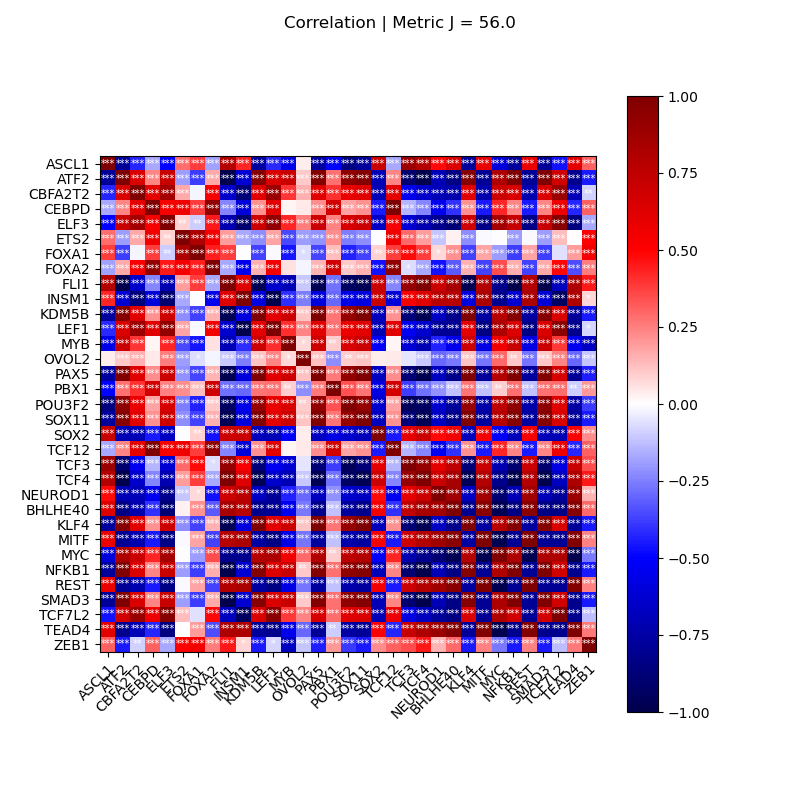 Correlation | Metric J = 56.0
ASCL1
ATF2
CBFA2T2
CEBPD
ELF3
ETS2
FOXA1
FOXA2
FLI1
INSM1
KDM5B
LEF1
MYB
OVOL2
PAX5
PBX1
POU3F2
SOX11
SOX2
TCF12
TCF3
TCF4
NEUROD1
BHLHE40
KLF4
MITF
MYC
NFKB1
REST
SMAD3
TCF7L2
TEAD4
ZEB1
ASCL1
ATF2
CBFA2T2
CEBPD
ELF3
ETS2
FOXA1
FOXA2
FLI1
INSM1
KDM5B
LEF1
MYB
OVOL2
PAX5
PBX1
POU3F2
SOX11
SOX2
TCF12
TCF3
TCF4
NEUROD1
BHLHE40
KLF4
MITF
MYC
NFKB1
REST
SMAD3
TCF7L2
TEAD4
ZEB1
1.00
0.75
0.50
0.25
0.00
−0.25
−0.50
−0.75
−1.00